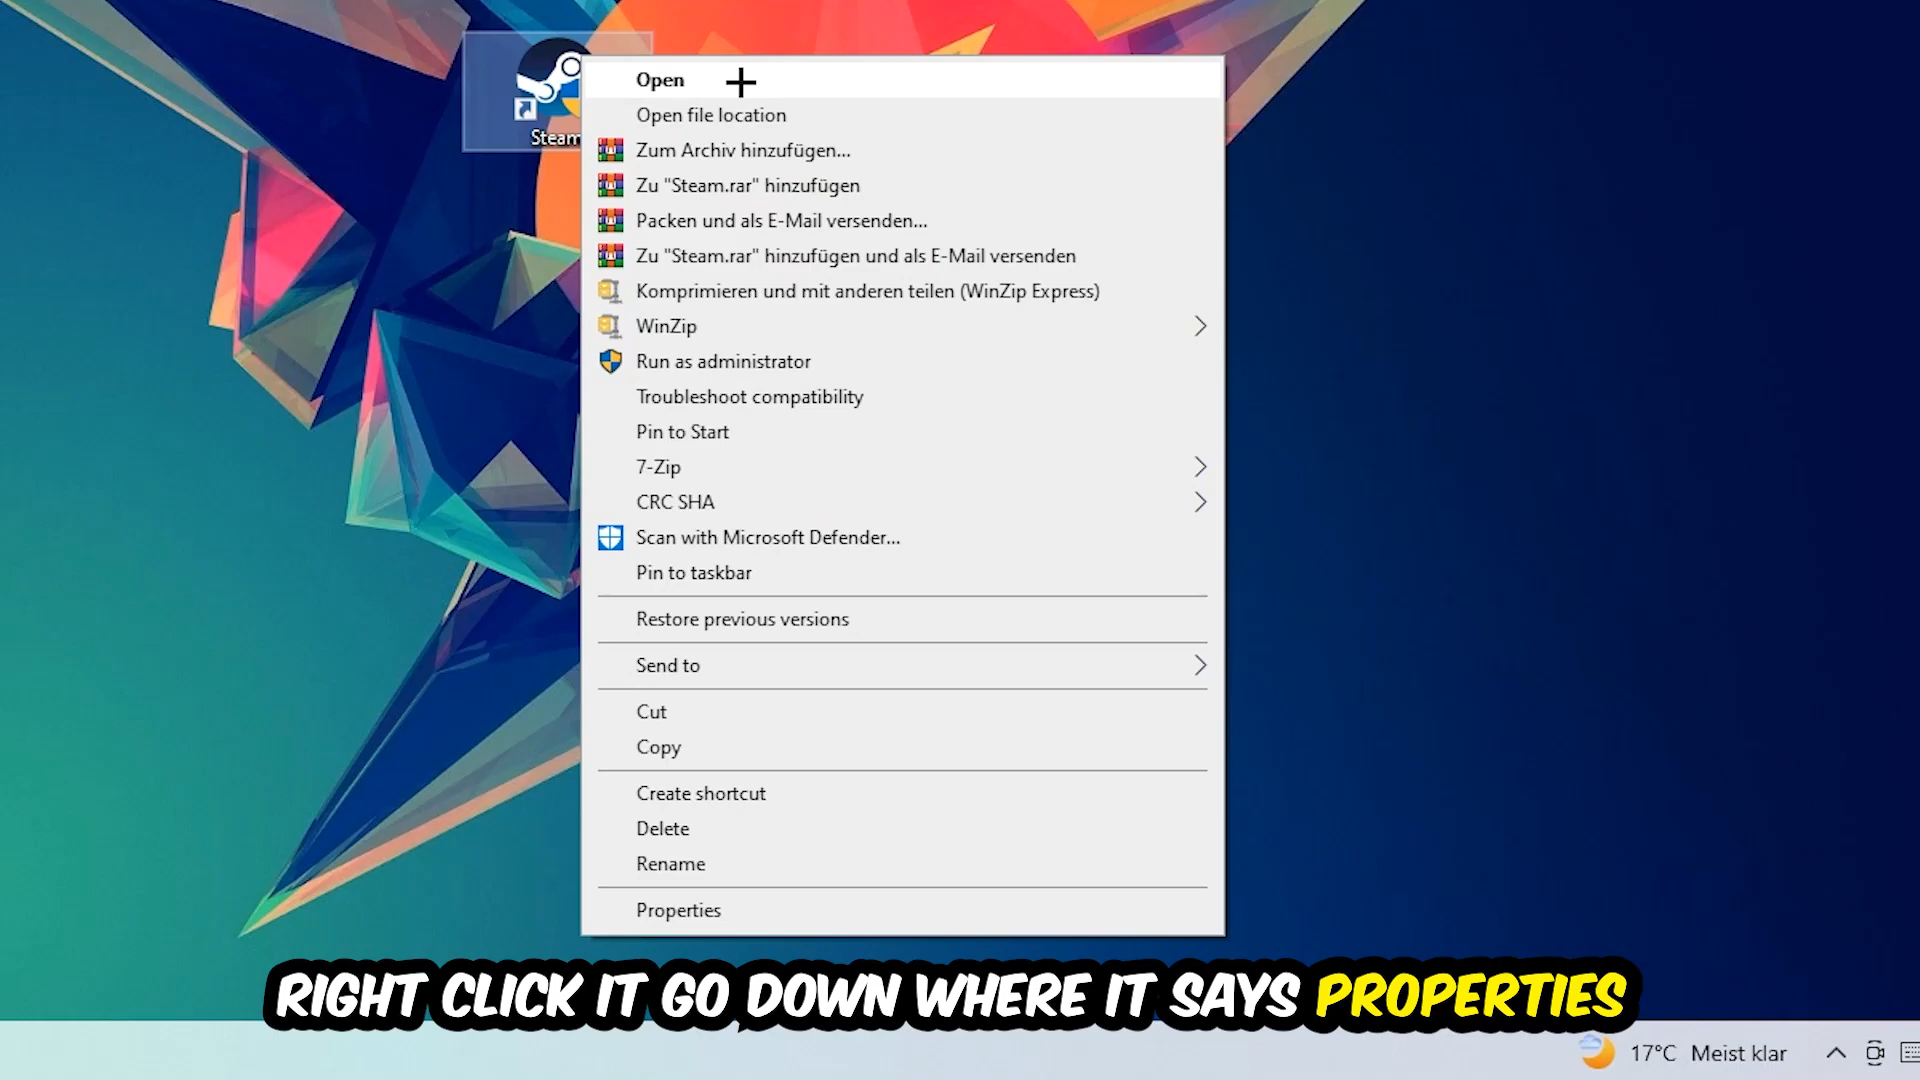 Steam
Open
Open file location
Zum Archiv hinzufügen...
Zu "Steam.rar" hinzufügen
Packen und als E-Mail versenden...
Zu "Steam.rar" hinzufügen und als E-Mail versenden
Komprimieren und mit anderen teilen (WinZip Express)
WinZip
Run as administrator
Troubleshoot compatibility
Pin to Start
7-Zip
CRC SHA
Scan with Microsoft Defender...
Pin to taskbar
Restore previous versions
Send to
Cut
Copy
Create shortcut
Delete
Rename
Properties
RIGHT CLICK IT GO DOWN WHERE IT SAYS PROPERTIES
17°C Meist klar